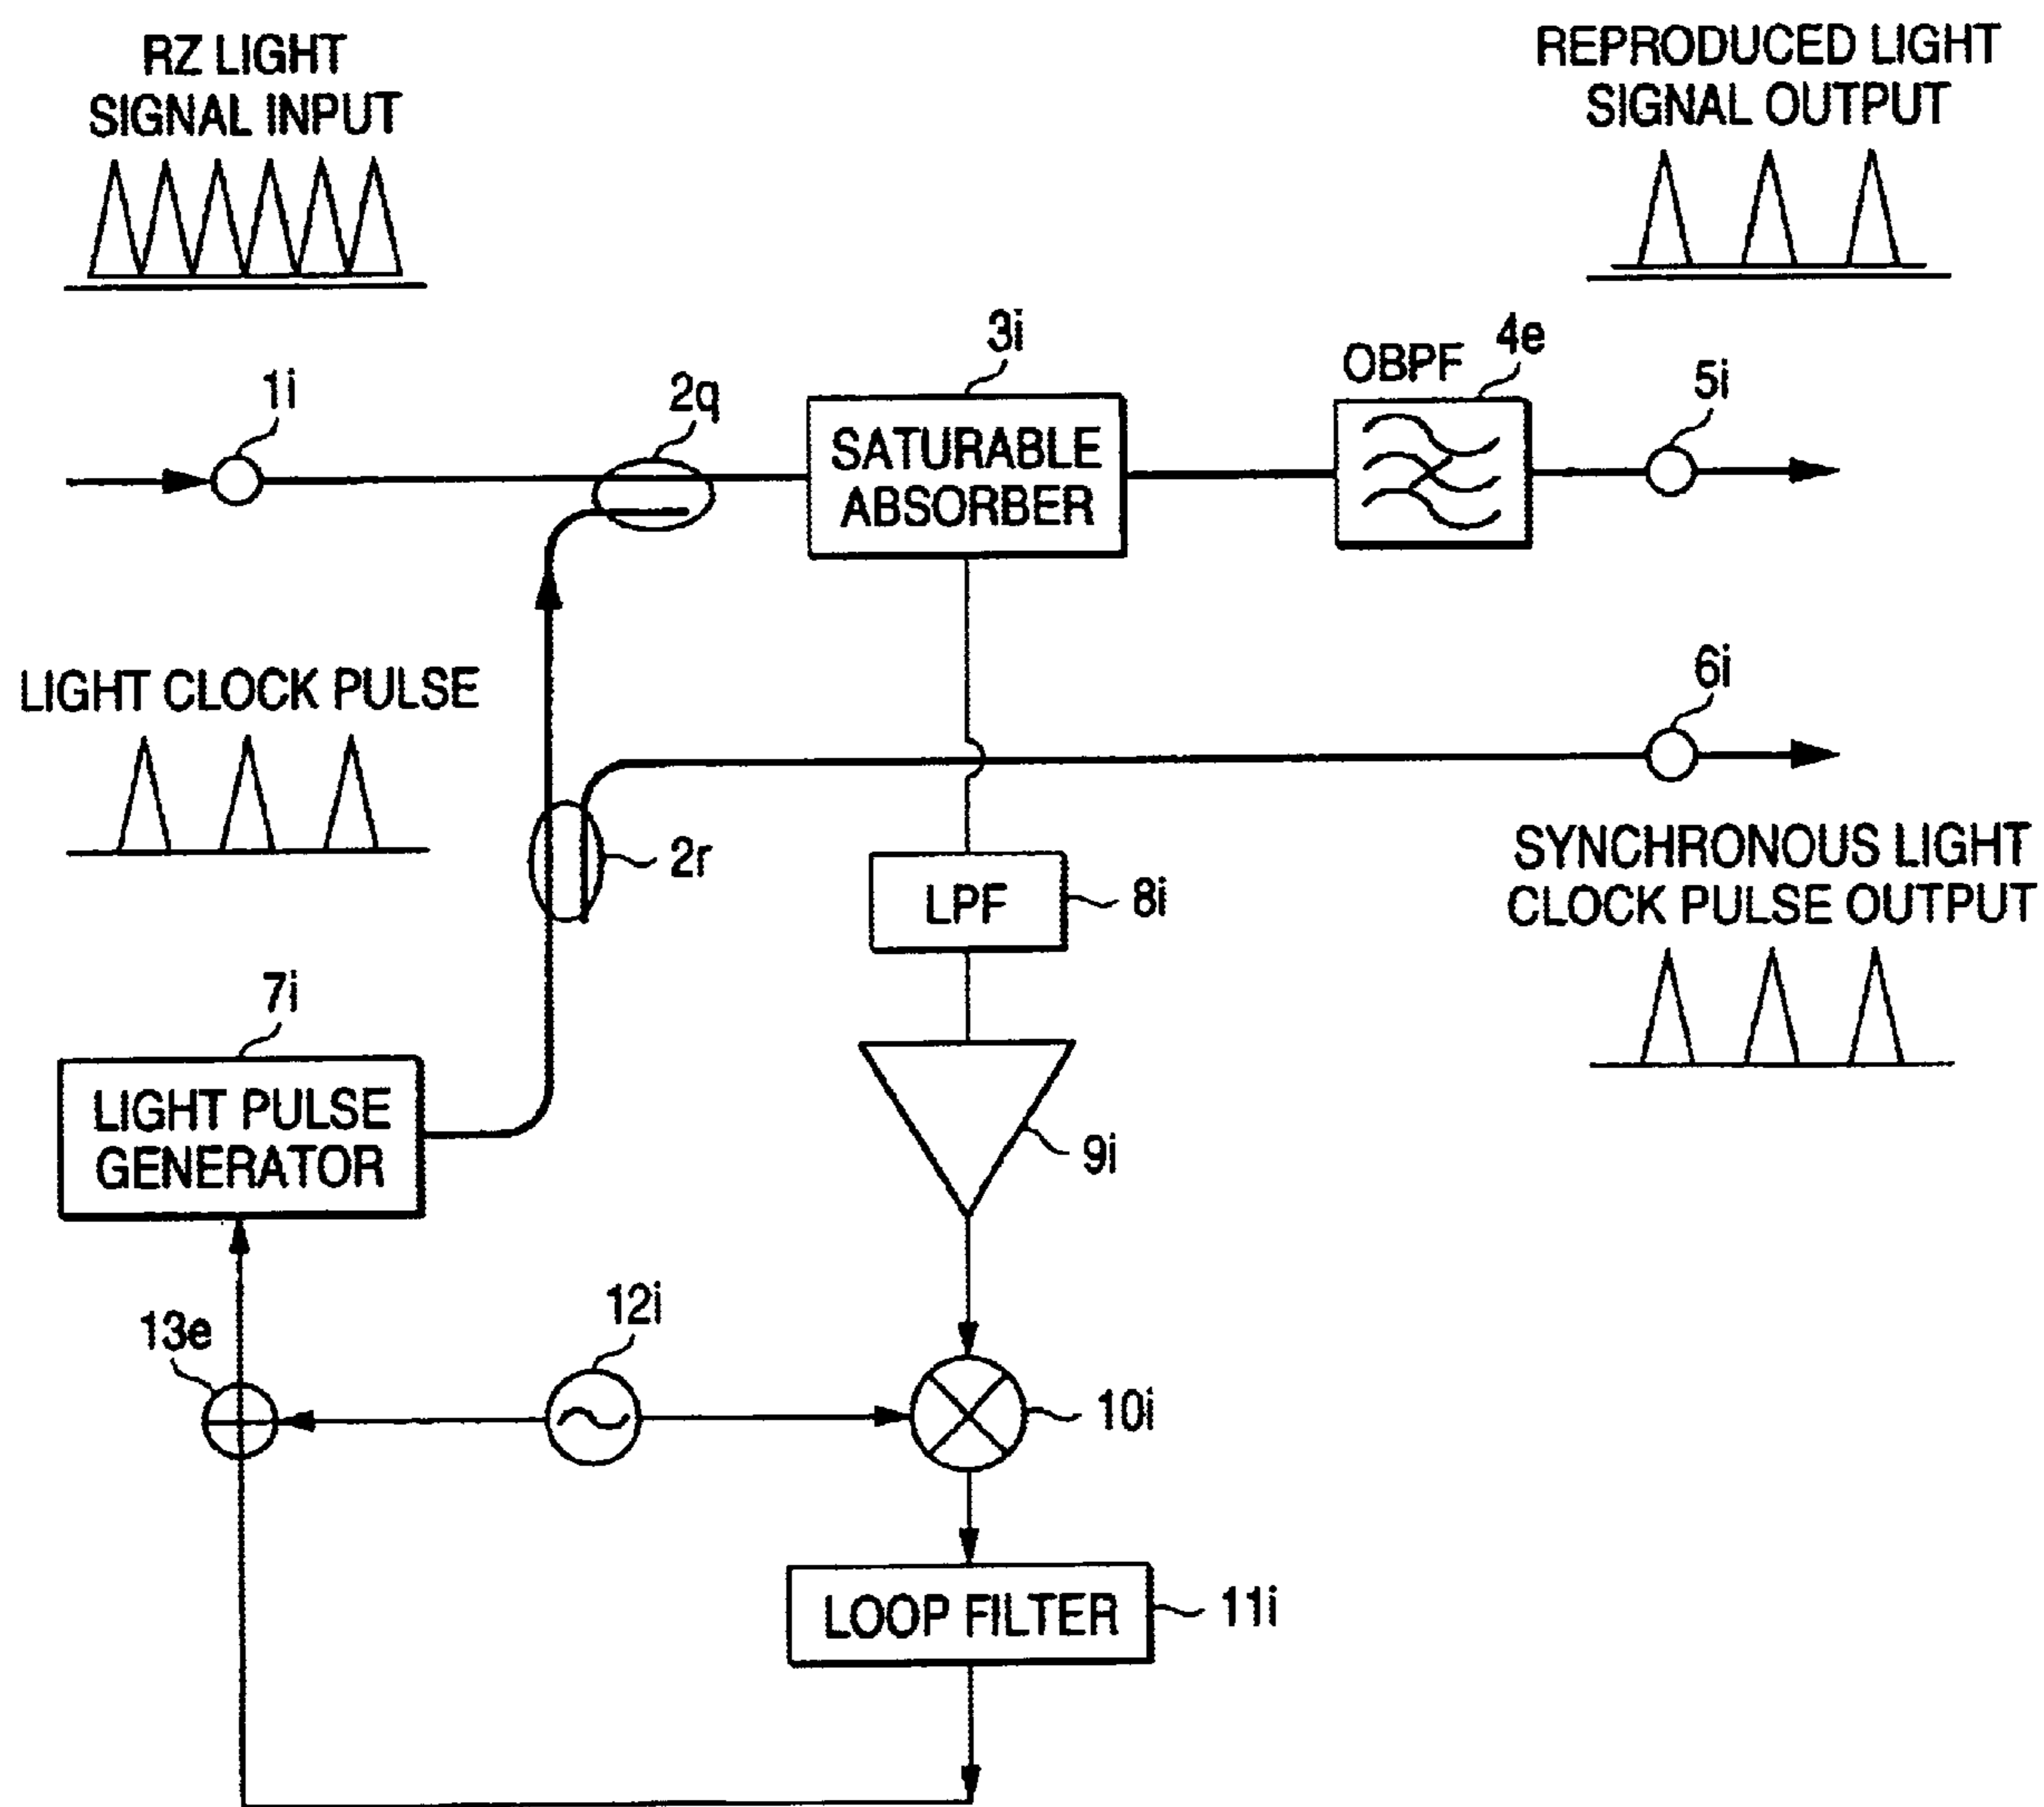 RZ LIGHT
SIGNAL INPUT
REPRODUCED LIGHT
SIGNAL OUTPUT
1i
2q
3i
SATURABLE
ABSORBER
OBPF
4e
5i
LIGHT CLOCK PULSE
6i
2r
SYNCHRONOUS LIGHT
CLOCK PULSE OUTPUT
LPF
8i
7i
LIGHT PULSE
GENERATOR
9i
13e
12i
10i
LOOP FILTER
11i